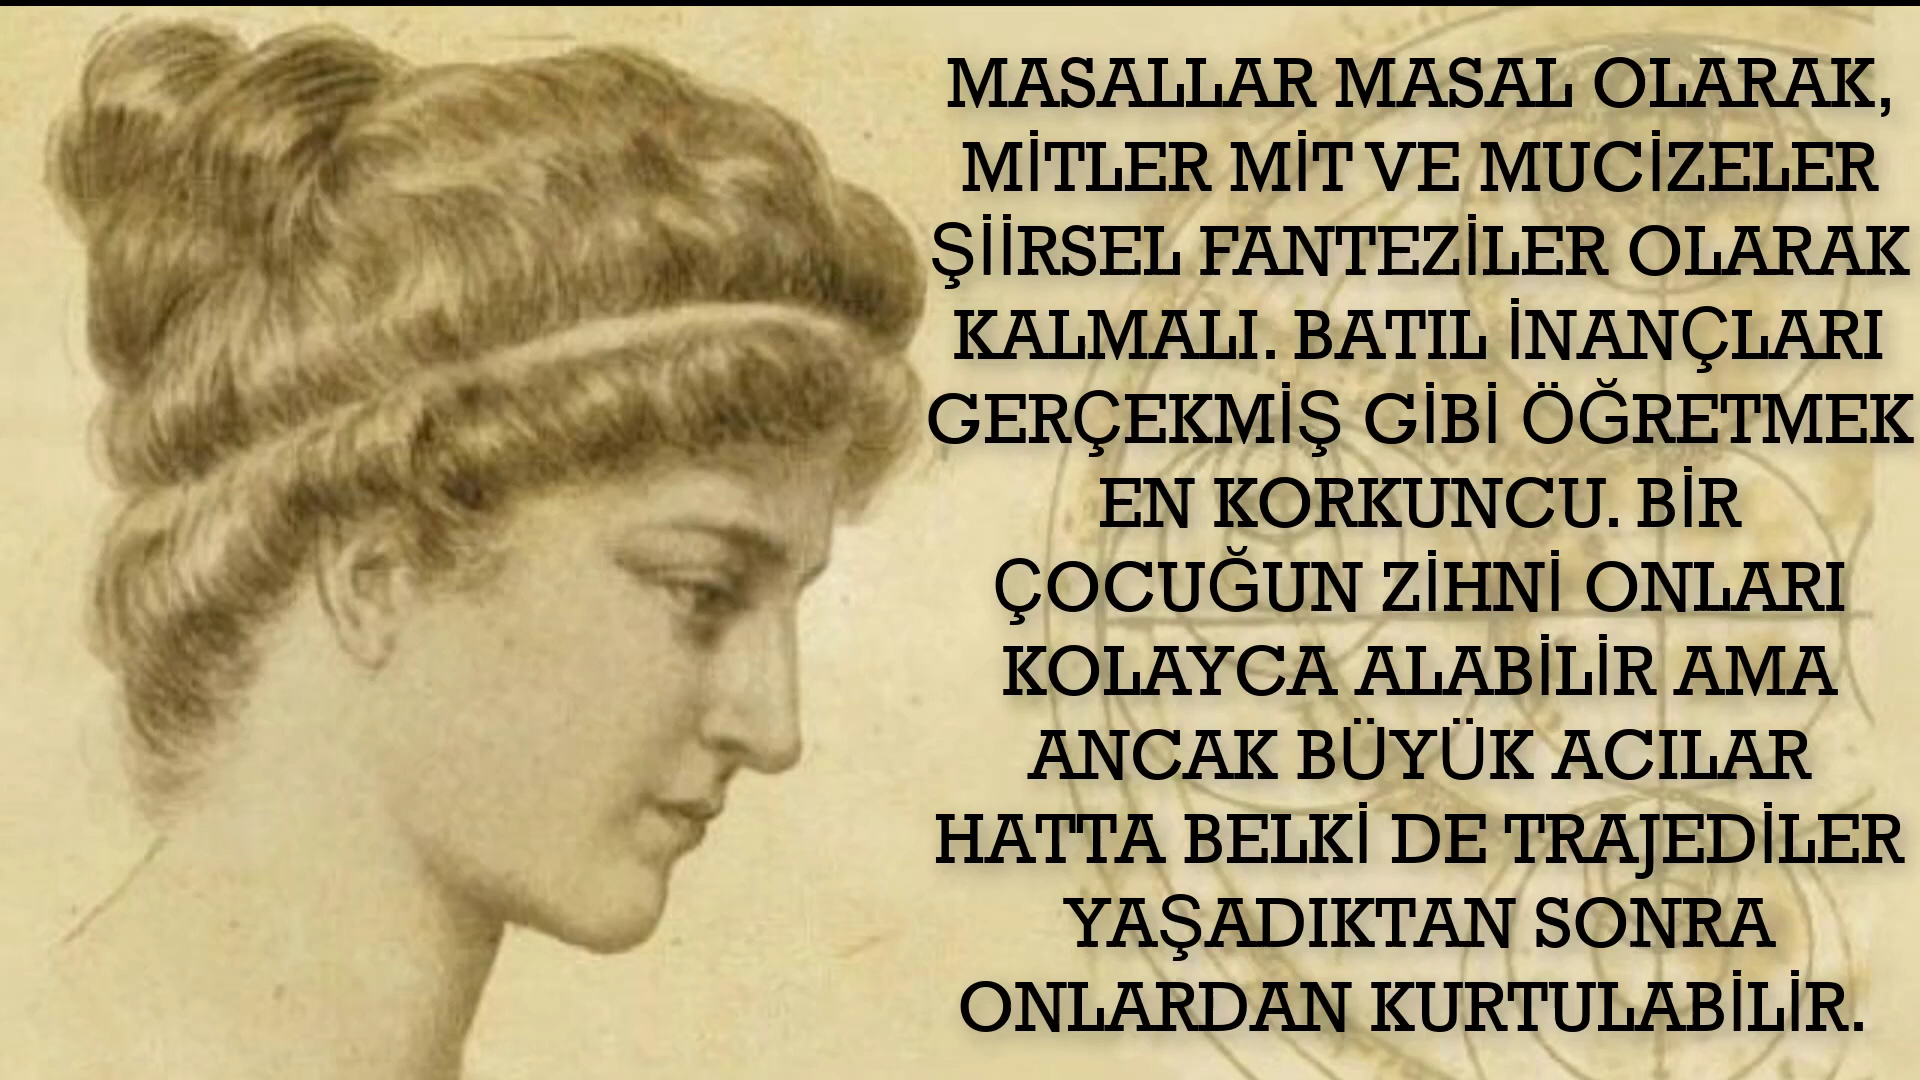 MASALLAR MASAL OLARAK,
MİTLER MİT VE MUCİZELER
ŞİİRSEL FANTEZİLER OLARAK
KALMALI. BATIL İNANÇLARI
GERÇEKMİŞ GİBİ ÖĞRETMEK
EN KORKUNCU. BİR
ÇOCUĞUN ZİHNİ ONLARI
KOLAYCA ALABİLİR AMA
ANCAK BÜYÜK ACILAR
HATTA BELKİ DE TRAJEDİLER
YAŞADIKTAN SONRA
ONLARDAN KURTULABİLİR.